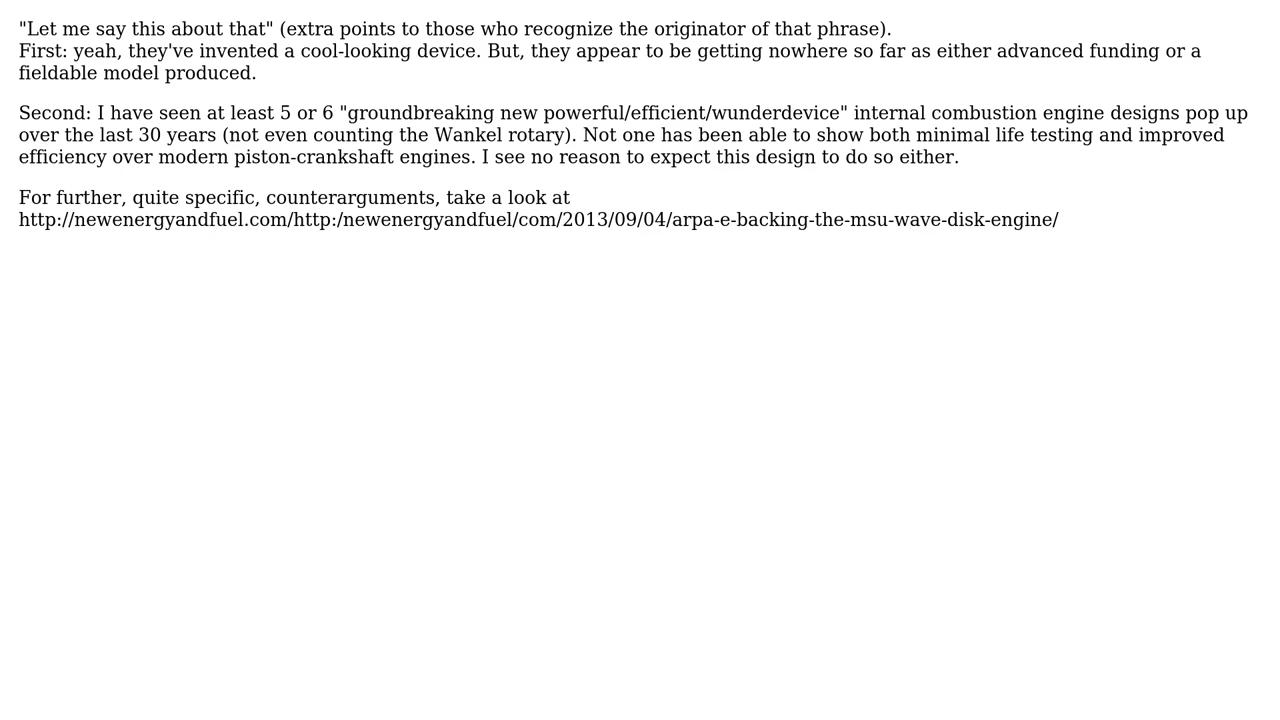 "Let me say this about that" (extra points to those who recognize the originator of that phrase).
First: yeah, they've invented a cool-looking device. But, they appear to be getting nowhere so far as either advanced funding or a
fieldable model produced.
Second: I have seen at least 5 or 6 "groundbreaking new powerful/efficient/wunderdevice" internal combustion engine designs pop up
over the last 30 years (not even counting the Wankel rotary). Not one has been able to show both minimal life testing and improved
efficiency over modern piston-crankshaft engines. I see no reason to expect this design to do so either.
For further, quite specific, counterarguments, take a look at
http://newenergyandfuel.com/http:/newenergyandfuel/com/2013/09/04/arpa-e-backing-the-msu-wave-disk-engine/